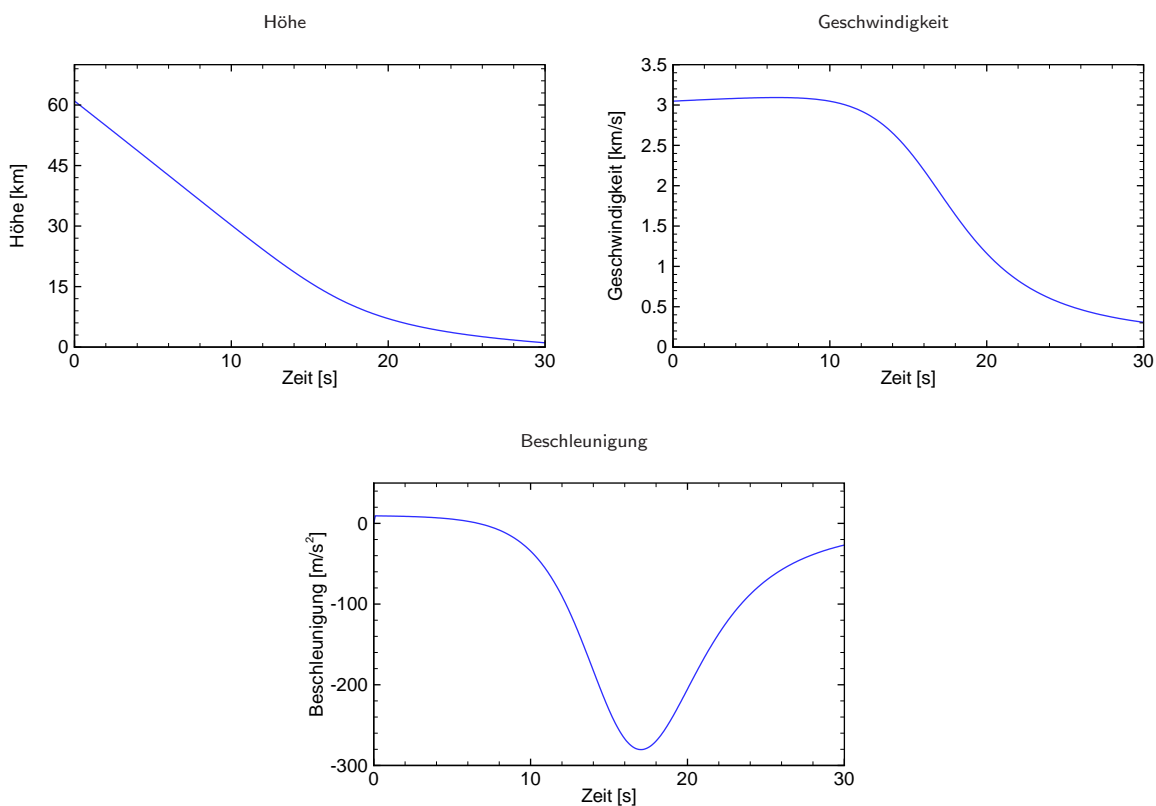 Höhe
60
45
30
15
0
0 10 20 30
Höhe [km]
Zeit [s]
Geschwindigkeit
3.5
3
2.5
2
1.5
1
0.5
0
0 10 20 30
Geschwindigkeit [km/s]
Zeit [s]
Beschleunigung
0
-100
-200
-300
0 10 20 30
Beschleunigung [m/s²]
Zeit [s]